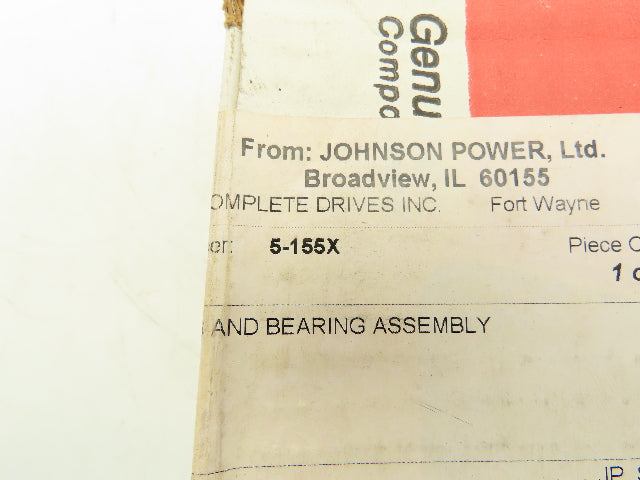 Genu
Compo
From: JOHNSON POWER, Ltd.
Broadview, IL 60155
OMPLETE DRIVES INC. Fort Wayne
er: 5-155X Piece C
1 o
AND BEARING ASSEMBLY
JP